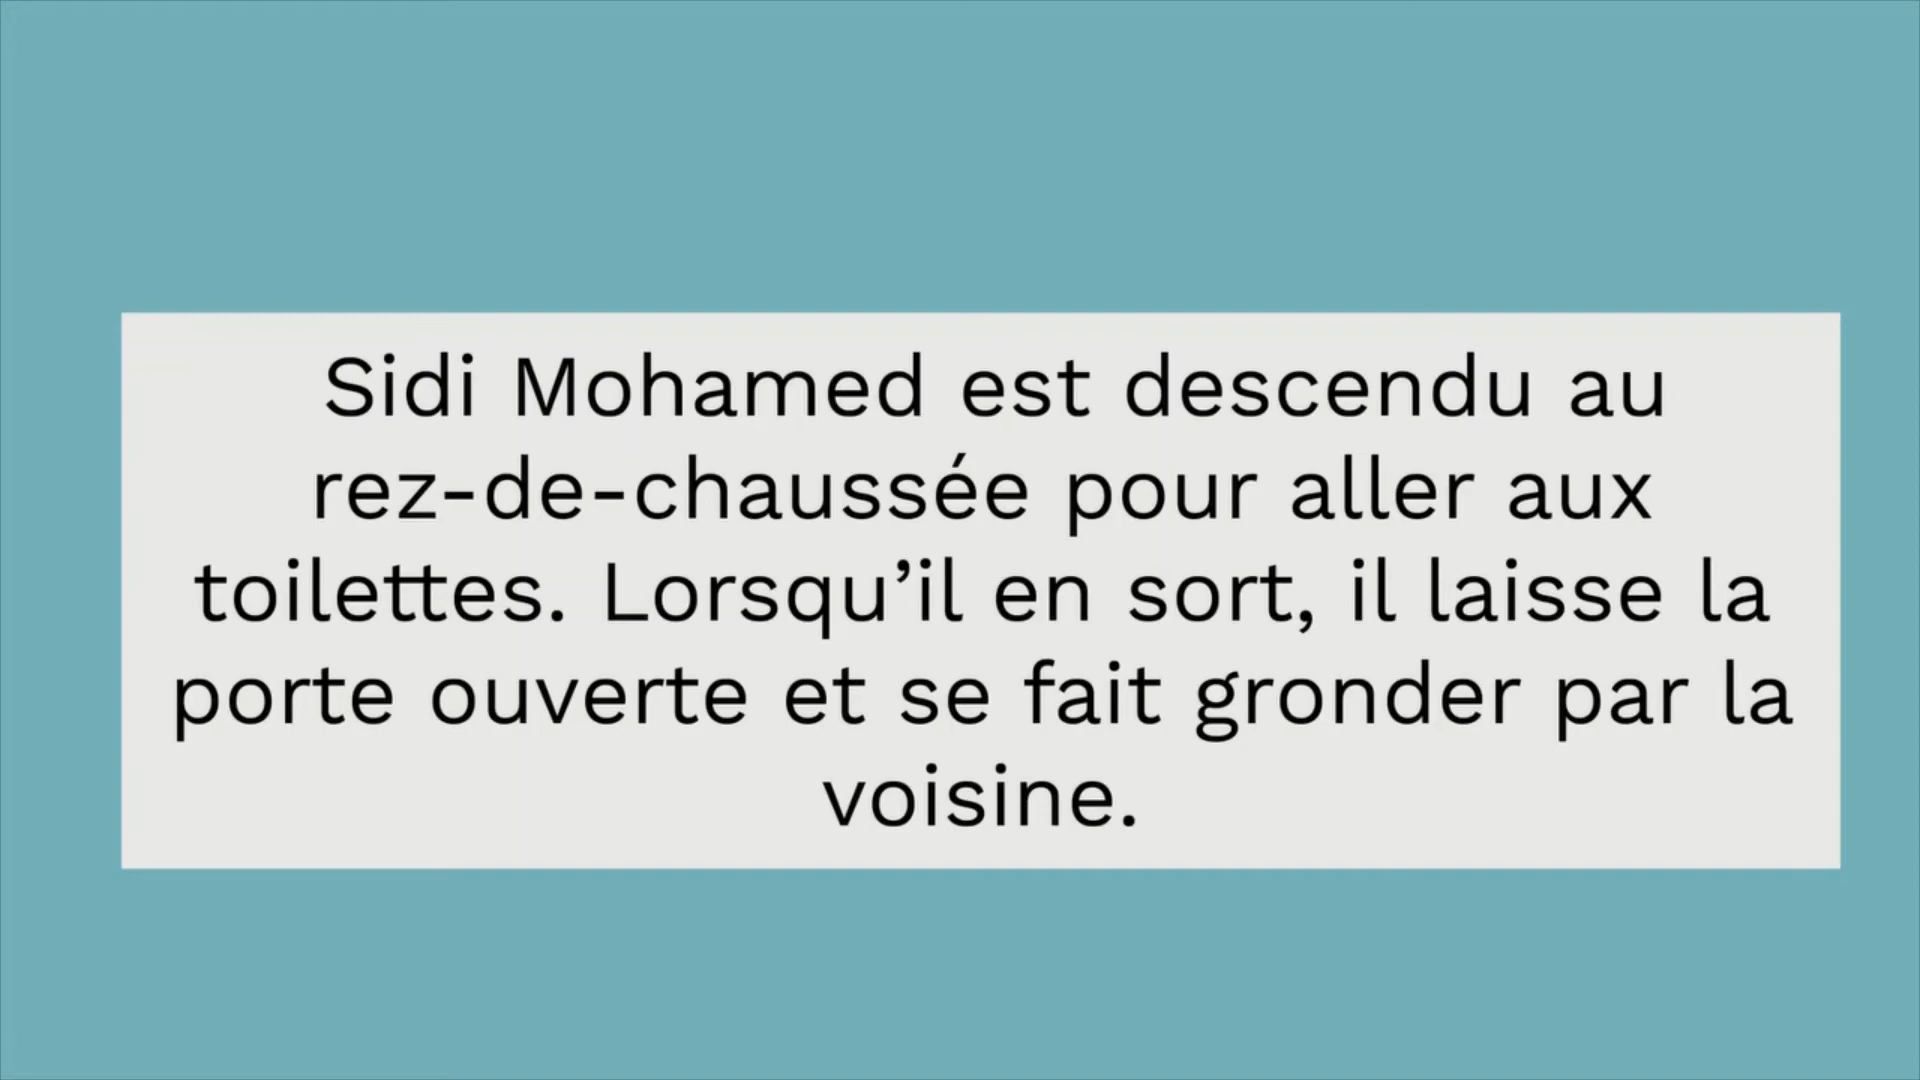 Sidi Mohamed est descendu au
rez-de-chaussée pour aller aux
toilettes. Lorsqu’il en sort, il laisse la
porte ouverte et se fait gronder par la
voisine.